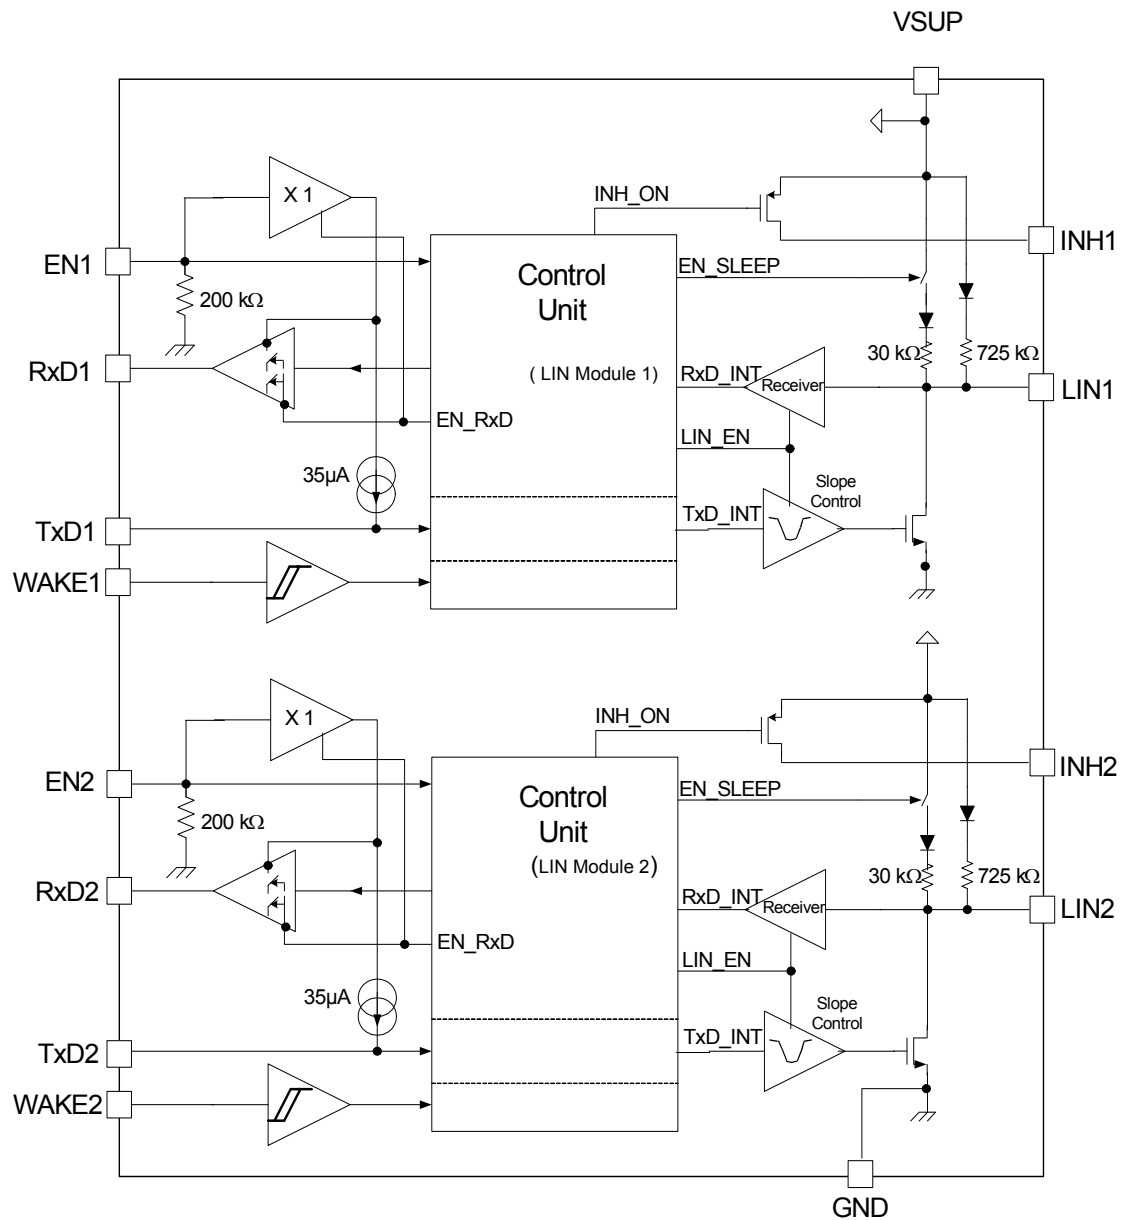 VSUP
X 1
INH_ON
INH1
EN1
200 kΩ
Control
Unit
( LIN Module 1)
EN_SLEEP
30 kΩ
725 kΩ
RxD1
RxD_INT
Receiver
LIN1
EN_RxD
LIN_EN
35µA
Slope
Control
TxD1
TxD_INT
WAKE1
X 1
INH_ON
INH2
EN2
200 kΩ
Control
Unit
(LIN Module 2)
EN_SLEEP
30 kΩ
725 kΩ
RxD2
RxD_INT
Receiver
LIN2
EN_RxD
LIN_EN
35µA
Slope
Control
TxD2
TxD_INT
WAKE2
GND